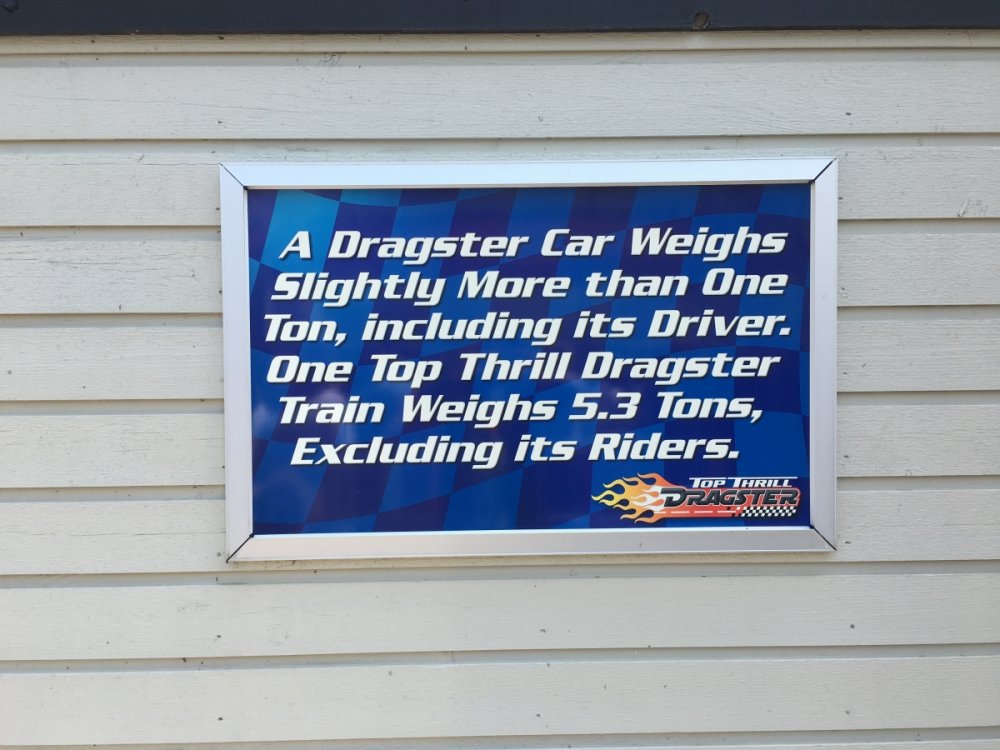 A Dragster Car Weighs
Slightly More than One
Ton, including its Driver.
One Top Thrill Dragster
Train Weighs 5.3 Tons,
Excluding its Riders.
TOP THRILL
DRAGSTER